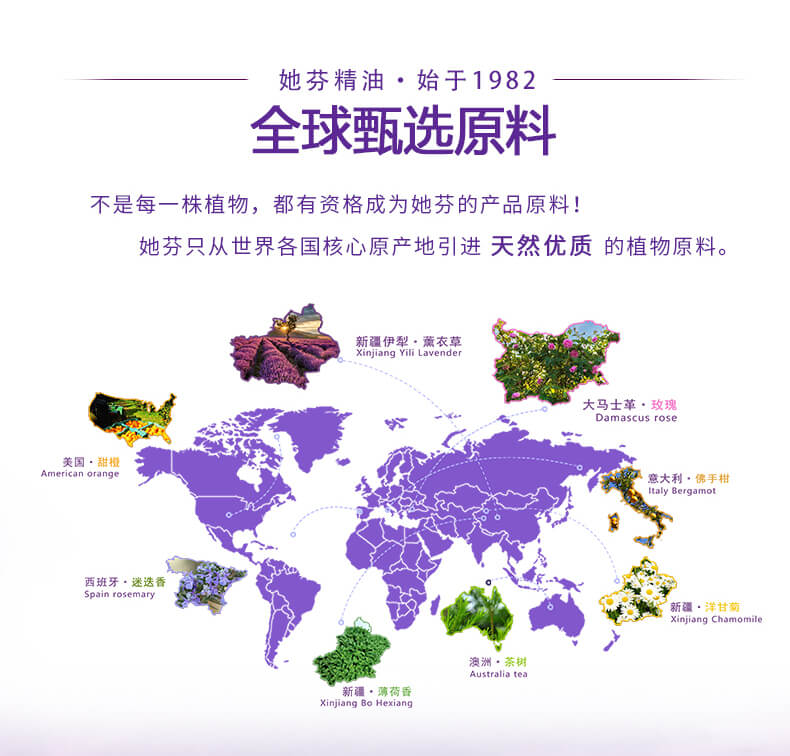 她芬精油·始于1982
全球甄选原料
不是每一株植物，都有资格成为她芬的产品原料！
她芬只从世界各国核心原产地引进 天然优质 的植物原料。
新疆伊犁·薰衣草
Xinjiang Yili Lavender
大马士革·玫瑰
Damascus rose
美国·甜橙
American orange
意大利·佛手柑
Italy Bergamot
西班牙·迷迭香
Spain rosemary
新疆·洋甘菊
Xinjiang Chamomile
澳洲·茶树
Australia tea
新疆·薄荷香
Xinjiang Bo Hexiang